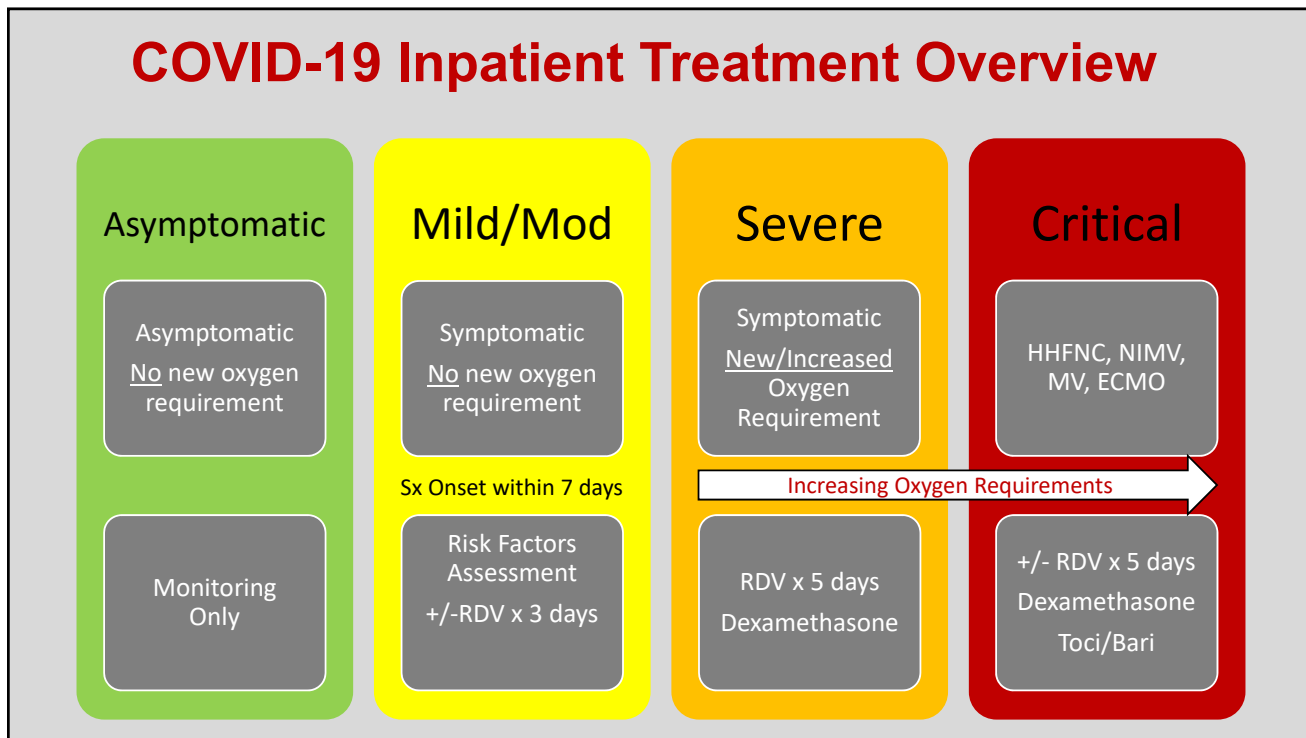 COVID-19 Inpatient Treatment Overview
Asymptomatic
Asymptomatic
No new oxygen
requirement
Monitoring
Only
Mild/Mod
Symptomatic
No new oxygen
requirement
Sx Onset within 7 days
Risk Factors
Assessment
+/-RDV x 3 days
Severe
Symptomatic
New/Increased
Oxygen
Requirement
Increasing Oxygen Requirements
RDV x 5 days
Dexamethasone
Critical
HHFNC, NIMV,
MV, ECMO
+/- RDV x 5 days
Dexamethasone
Toci/Bari